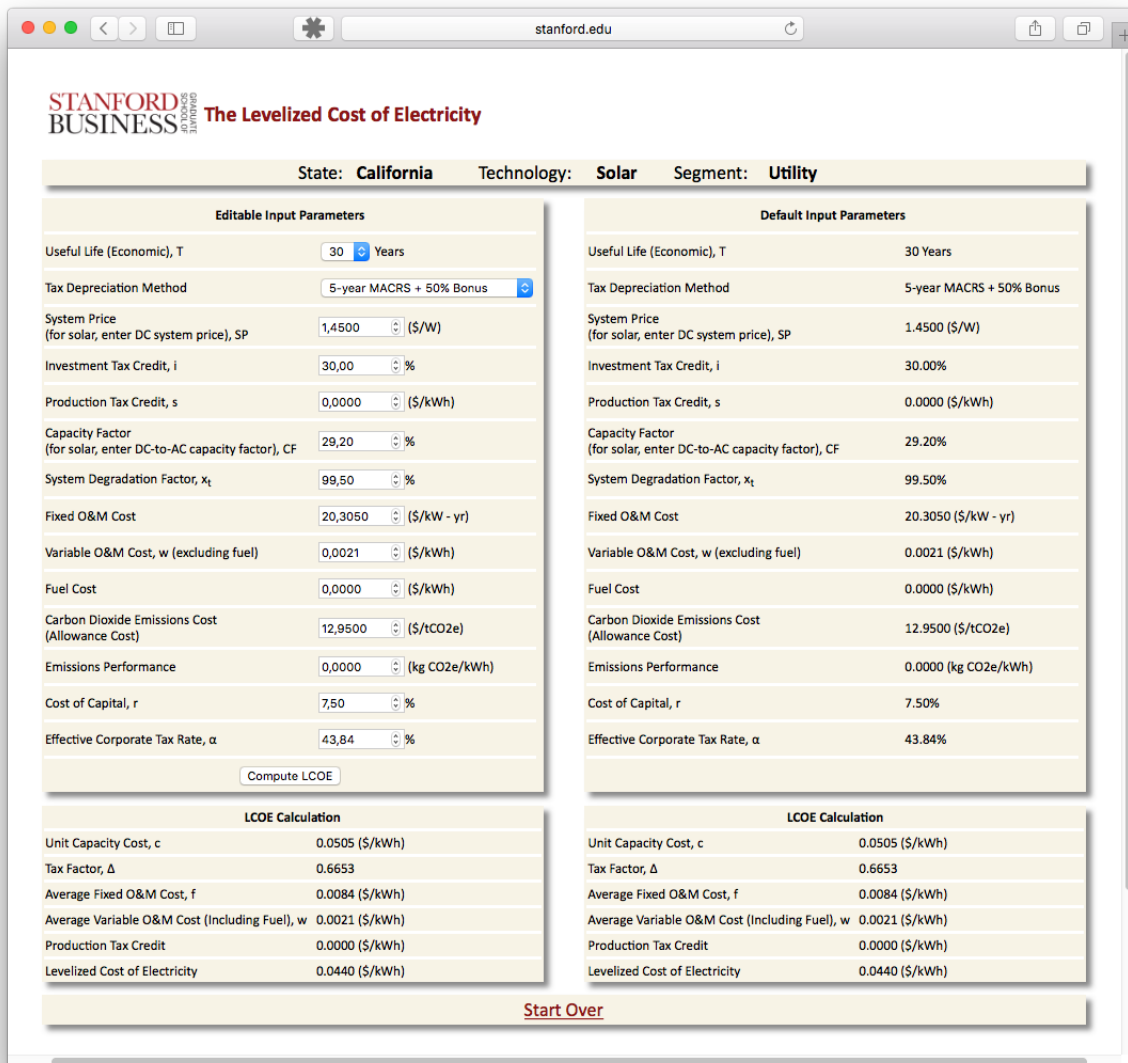 stanford.edu
STANFORD
BUSINESS
GRADUATE
SCHOOL OF
The Levelized Cost of Electricity
State: California Technology: Solar Segment: Utility
Editable Input Parameters
Useful Life (Economic), T 30 Years
Tax Depreciation Method 5-year MACRS + 50% Bonus
System Price
(for solar, enter DC system price), SP 1,4500 ($/W)
Investment Tax Credit, i 30,00 %
Production Tax Credit, s 0,0000 ($/kWh)
Capacity Factor
(for solar, enter DC-to-AC capacity factor), CF 29,20 %
System Degradation Factor, xt 99,50 %
Fixed O&M Cost 20,3050 ($/kW - yr)
Variable O&M Cost, w (excluding fuel) 0,0021 ($/kWh)
Fuel Cost 0,0000 ($/kWh)
Carbon Dioxide Emissions Cost
(Allowance Cost) 12,9500 ($/tCO2e)
Emissions Performance 0,0000 (kg CO2e/kWh)
Cost of Capital, r 7,50 %
Effective Corporate Tax Rate, α 43,84 %
Compute LCOE
Default Input Parameters
Useful Life (Economic), T 30 Years
Tax Depreciation Method 5-year MACRS + 50% Bonus
System Price
(for solar, enter DC system price), SP 1.4500 ($/W)
Investment Tax Credit, i 30.00%
Production Tax Credit, s 0.0000 ($/kWh)
Capacity Factor
(for solar, enter DC-to-AC capacity factor), CF 29.20%
System Degradation Factor, xt 99.50%
Fixed O&M Cost 20.3050 ($/kW - yr)
Variable O&M Cost, w (excluding fuel) 0.0021 ($/kWh)
Fuel Cost 0.0000 ($/kWh)
Carbon Dioxide Emissions Cost
(Allowance Cost) 12.9500 ($/tCO2e)
Emissions Performance 0.0000 (kg CO2e/kWh)
Cost of Capital, r 7.50%
Effective Corporate Tax Rate, α 43.84%
LCOE Calculation
Unit Capacity Cost, c 0.0505 ($/kWh)
Tax Factor, Δ 0.6653
Average Fixed O&M Cost, f 0.0084 ($/kWh)
Average Variable O&M Cost (Including Fuel), w 0.0021 ($/kWh)
Production Tax Credit 0.0000 ($/kWh)
Levelized Cost of Electricity 0.0440 ($/kWh)
LCOE Calculation
Unit Capacity Cost, c 0.0505 ($/kWh)
Tax Factor, Δ 0.6653
Average Fixed O&M Cost, f 0.0084 ($/kWh)
Average Variable O&M Cost (Including Fuel), w 0.0021 ($/kWh)
Production Tax Credit 0.0000 ($/kWh)
Levelized Cost of Electricity 0.0440 ($/kWh)
Start Over